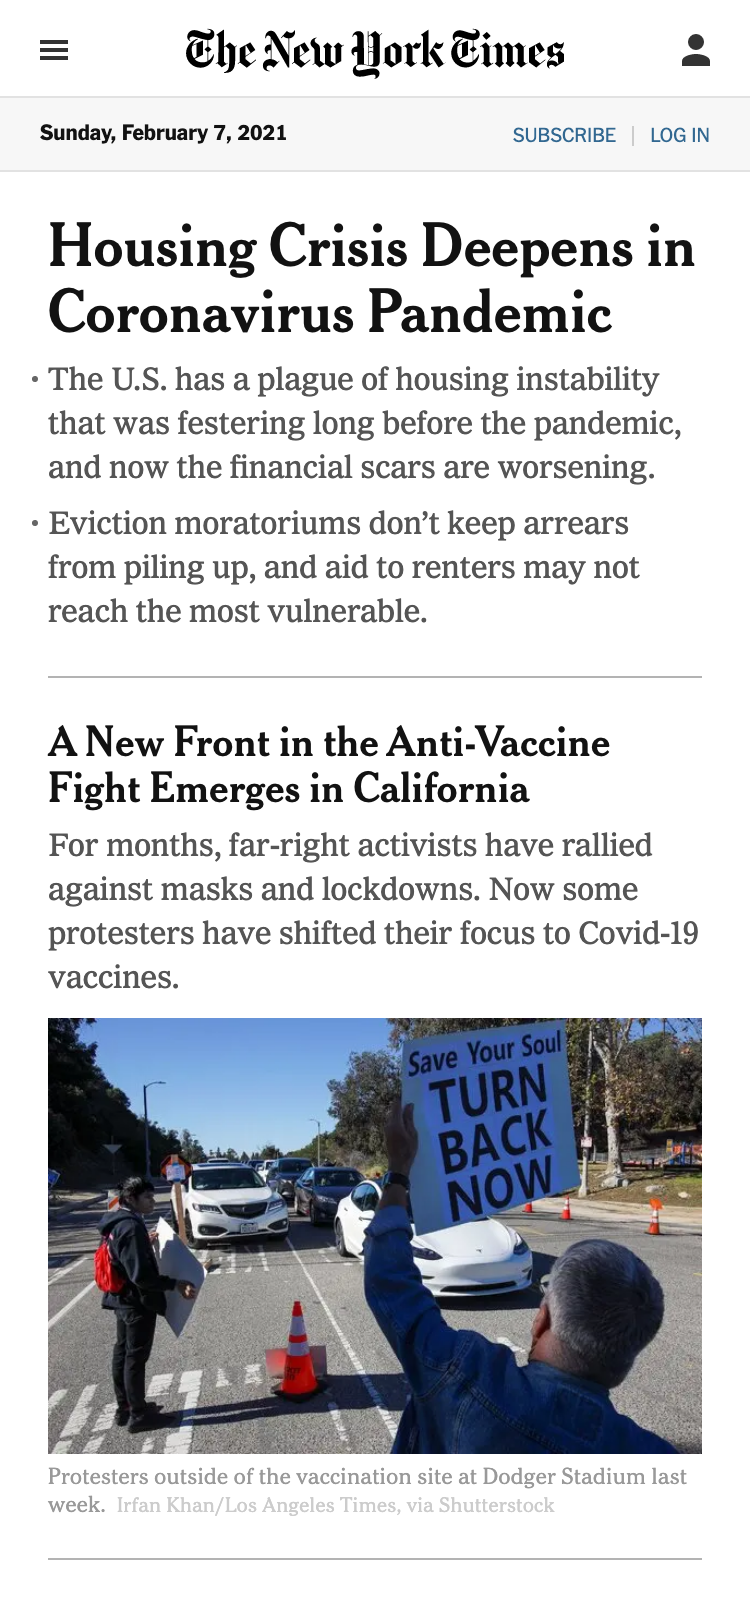 The New York Times
Sunday, February 7, 2021
SUBSCRIBE | LOG IN
Housing Crisis Deepens in
Coronavirus Pandemic
• The U.S. has a plague of housing instability
that was festering long before the pandemic,
and now the financial scars are worsening.
• Eviction moratoriums don’t keep arrears
from piling up, and aid to renters may not
reach the most vulnerable.
A New Front in the Anti-Vaccine
Fight Emerges in California
For months, far-right activists have rallied
against masks and lockdowns. Now some
protesters have shifted their focus to Covid-19
vaccines.
Save Your Soul
TURN
BACK
NOW
Protesters outside of the vaccination site at Dodger Stadium last
week. Irfan Khan/Los Angeles Times, via Shutterstock